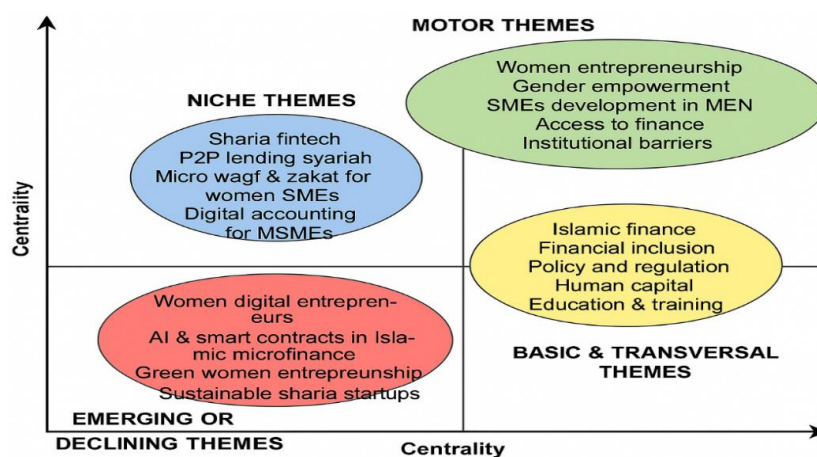 MOTOR THEMES
Women entrepreneurship
Gender empowerment
SMEs development in MEN
Access to finance
Institutional barriers
NICHE THEMES
Sharia fintech
P2P lending syariah
Micro wagf & zakat for
women SMEs
Digital accounting
for MSMEs
Islamic finance
Financial inclusion
Policy and regulation
Human capital
Education & training
BASIC & TRANSVERSAL
THEMES
Women digital entrepren-
eurs
AI & smart contracts in Isla-
mic microfinance
Green women entrepreunship
Sustainable sharia startups
EMERGING OR
DECLINING THEMES
Centrality
Centrality